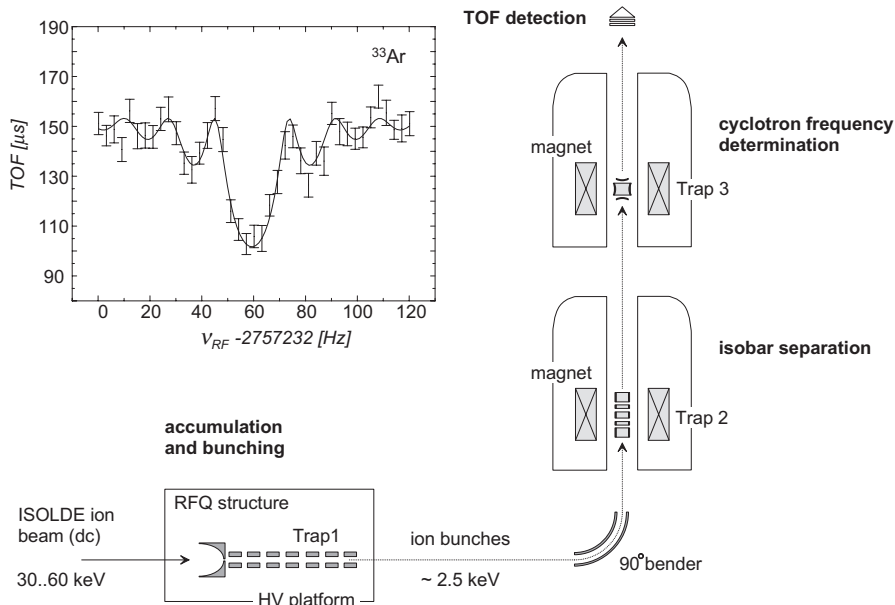 TOF detection
190
170
150
130
110
90
TOF [µs]
³³Ar
0
20
40
60
80
100
120
ν_RF -2757232 [Hz]
magnet
cyclotron frequency
determination
Trap 3
isobar separation
magnet
Trap 2
accumulation
and bunching
RFQ structure
Trap1
HV platform
ISOLDE ion
beam (dc)
30..60 keV
ion bunches
~ 2.5 keV
90° bender